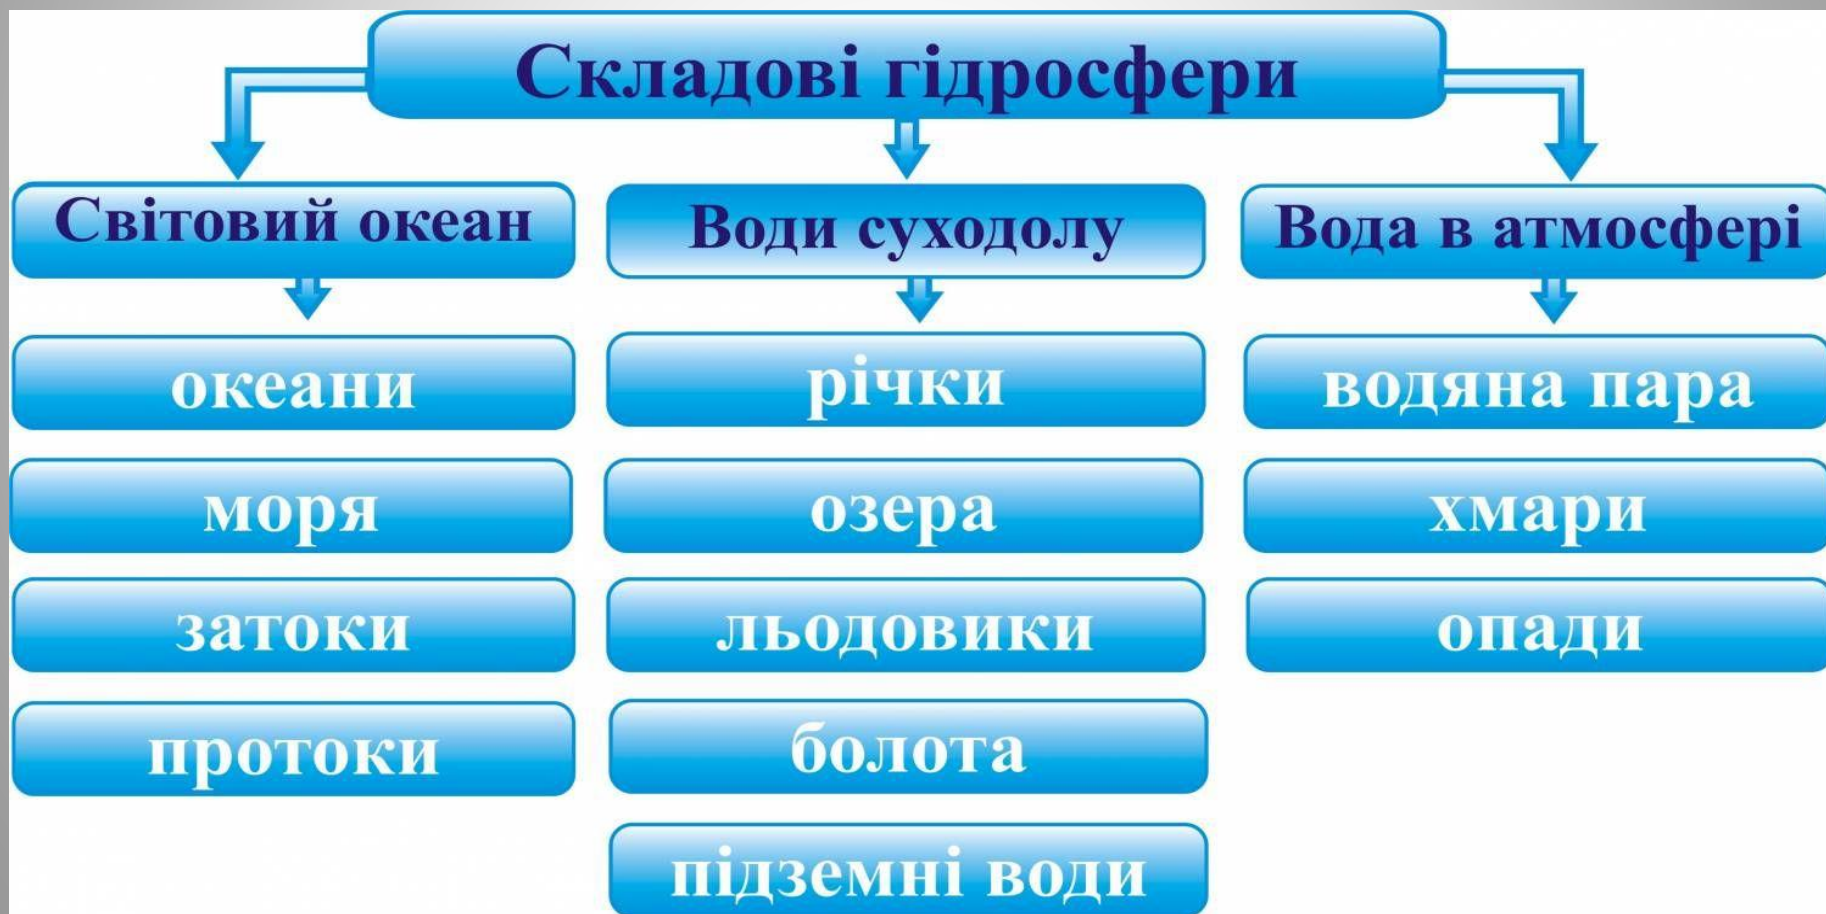 Складові гідросфери
Світовий океан
океани
моря
затоки
протоки
Води суходолу
річки
озера
льодовики
болота
підземні води
Вода в атмосфері
водяна пара
хмари
опади